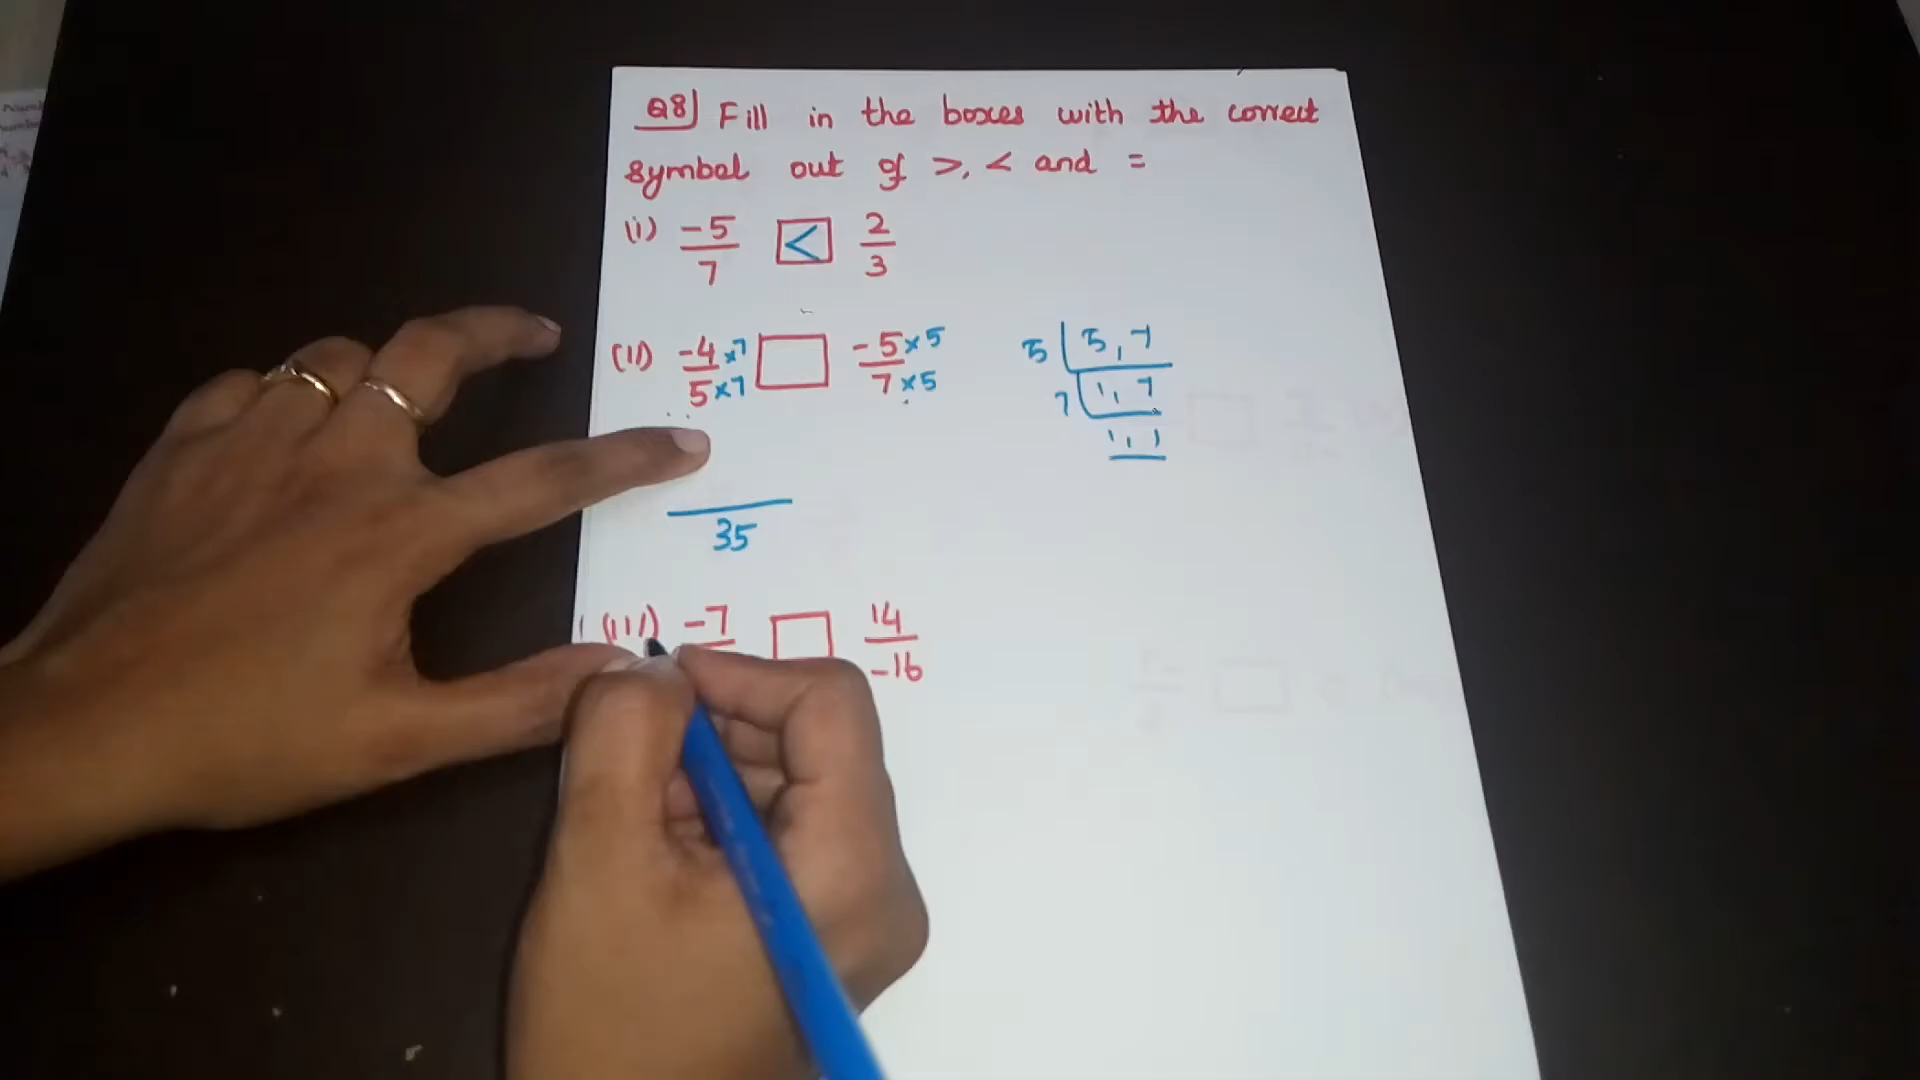 Q8] Fill in the boxes with the correct
symbol out of >, < and =
(i) -5/7 < 2/3
(ii) -4×7/5×7 □ -5×5/7×5
5 | 5, 7
7 | 1, 7
1, 1
35
(iii) -7 □ 14/-16